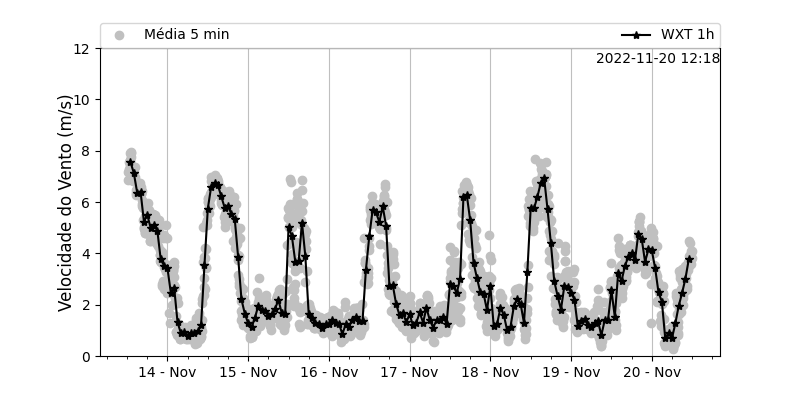 Média 5 min
WXT 1h
2022-11-20 12:18
Velocidade do Vento (m/s)
12
10
8
6
4
2
0
14 - Nov
15 - Nov
16 - Nov
17 - Nov
18 - Nov
19 - Nov
20 - Nov